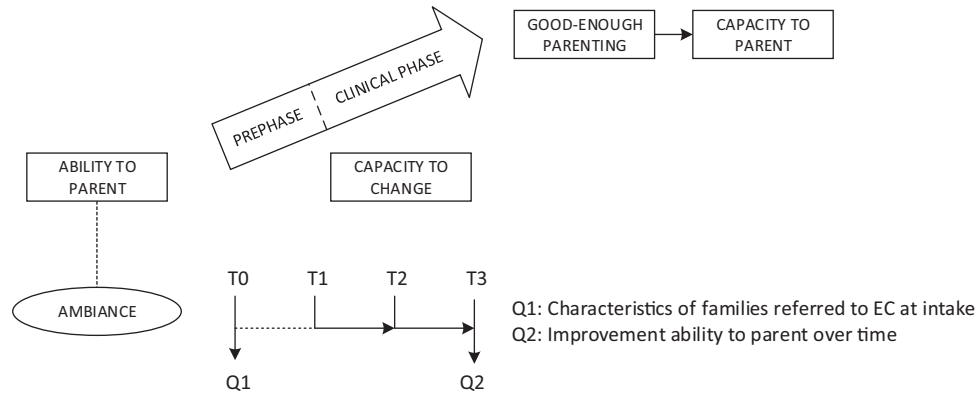 GOOD-ENOUGH
PARENTING
CAPACITY TO
PARENT
PREPHASE
CLINICAL PHASE
ABILITY TO
PARENT
CAPACITY TO
CHANGE
AMBIANCE
T0
T1
T2
T3
Q1
Q2
Q1: Characteristics of families referred to EC at intake
Q2: Improvement ability to parent over time